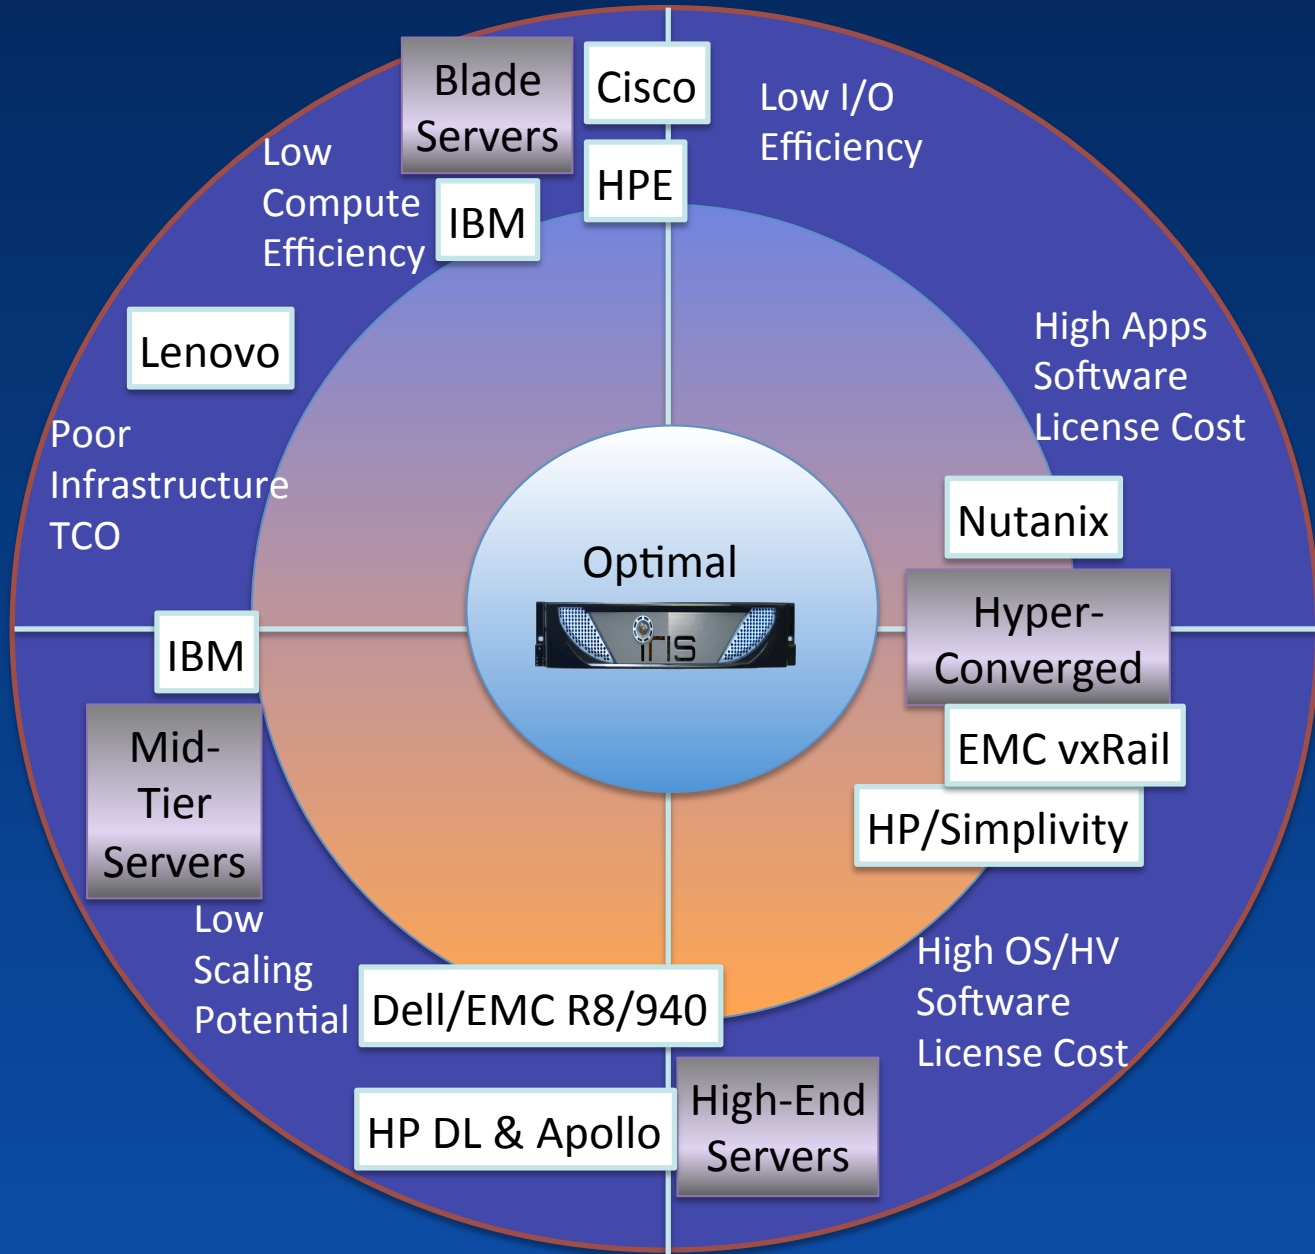 Blade
Servers
Cisco
HPE
IBM
Low I/O
Efficiency
Low
Compute
Efficiency
Lenovo
Poor
Infrastructure
TCO
High Apps
Software
License Cost
Nutanix
Hyper-
Converged
EMC vxRail
HP/Simplivity
Optimal
iris
IBM
Mid-
Tier
Servers
Low
Scaling
Potential
Dell/EMC R8/940
HP DL & Apollo
High-End
Servers
High OS/HV
Software
License Cost